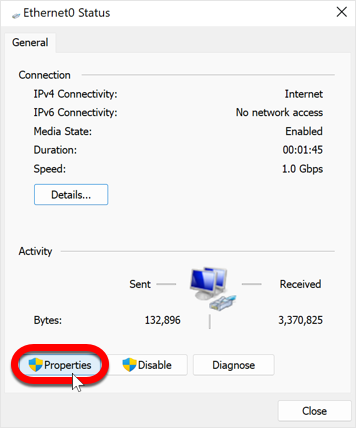 Ethernet0 Status
General
Connection
IPv4 Connectivity: Internet
IPv6 Connectivity: No network access
Media State: Enabled
Duration: 00:01:45
Speed: 1.0 Gbps
Details...
Activity
Sent Received
Bytes: 132,896 3,370,825
Properties Disable Diagnose
Close